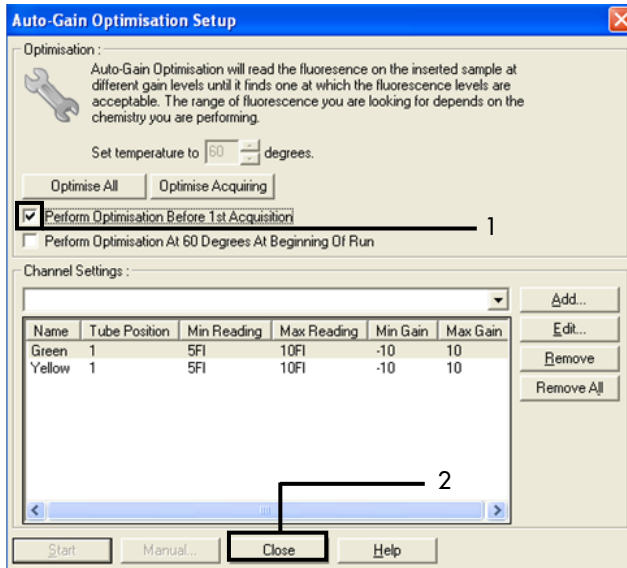 Auto-Gain Optimisation Setup
Optimisation :
Auto-Gain Optimisation will read the fluoresence on the inserted sample at
different gain levels until it finds one at which the fluorescence levels are
acceptable. The range of fluorescence you are looking for depends on the
chemistry you are performing.
Set temperature to 60 degrees.
Optimise All Optimise Acquiring
Perform Optimisation Before 1st Acquisition
1
Perform Optimisation At 60 Degrees At Beginning Of Run
Channel Settings :
Add...
Name Tube Position Min Reading Max Reading Min Gain Max Gain
Edit...
Green 1 5Fl 10Fl -10 10
Yellow 1 5Fl 10Fl -10 10
Remove
Remove All
2
Start Manual... Close Help